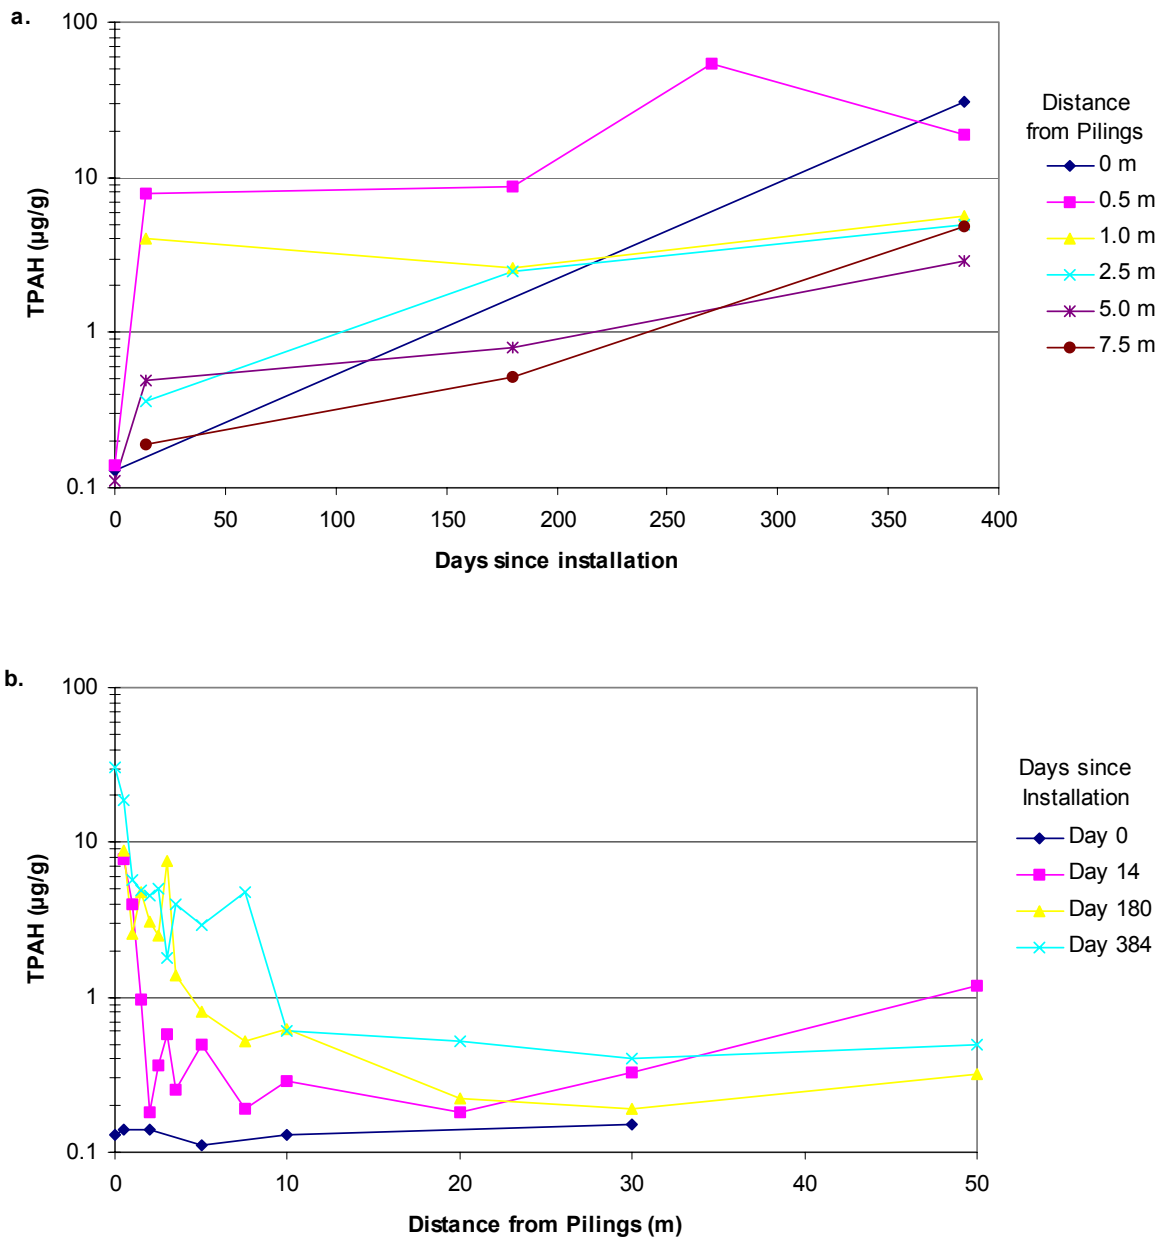 a.
100
10
1
0.1
TPAH (µg/g)
0 50 100 150 200 250 300 350 400
Days since installation
Distance
from Pilings
0 m
0.5 m
1.0 m
2.5 m
5.0 m
7.5 m
b.
100
10
1
0.1
TPAH (µg/g)
0 10 20 30 40 50
Distance from Pilings (m)
Days since
Installation
Day 0
Day 14
Day 180
Day 384